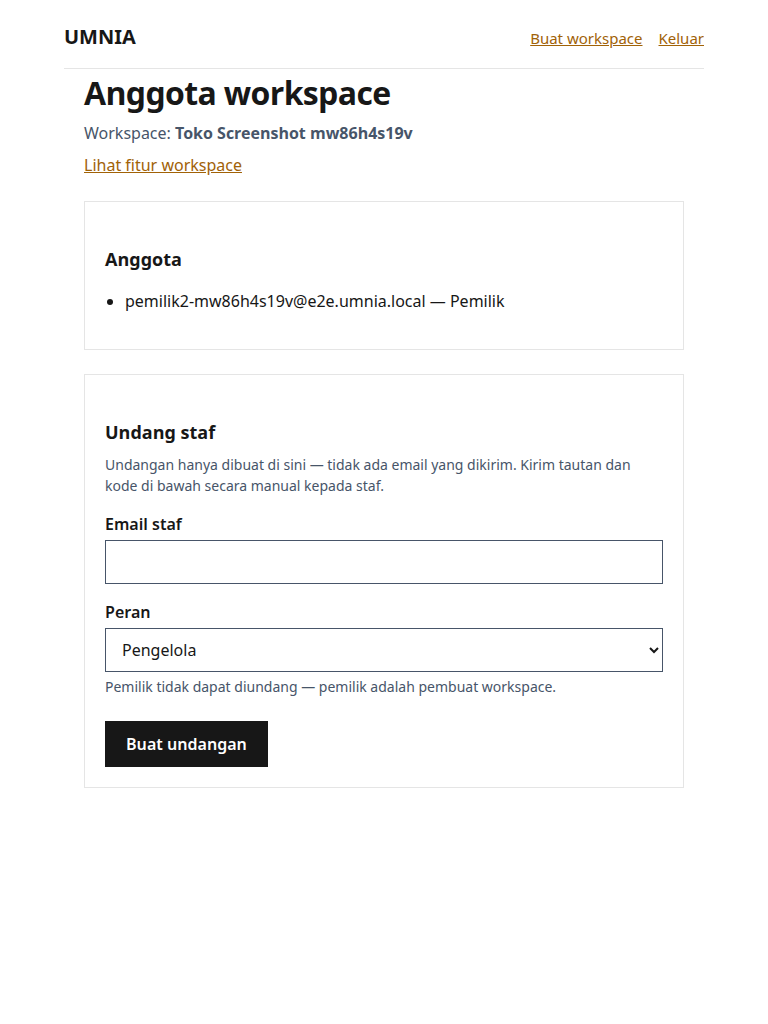 UMNIA
Buat workspace
Keluar
Anggota workspace
Workspace: Toko Screenshot mw86h4s19v
Lihat fitur workspace
Anggota
pemilik2-mw86h4s19v@e2e.umnia.local — Pemilik
Undang staf
Undangan hanya dibuat di sini — tidak ada email yang dikirim. Kirim tautan dan
kode di bawah secara manual kepada staf.
Email staf
Peran
Pengelola
Pemilik tidak dapat diundang — pemilik adalah pembuat workspace.
Buat undangan